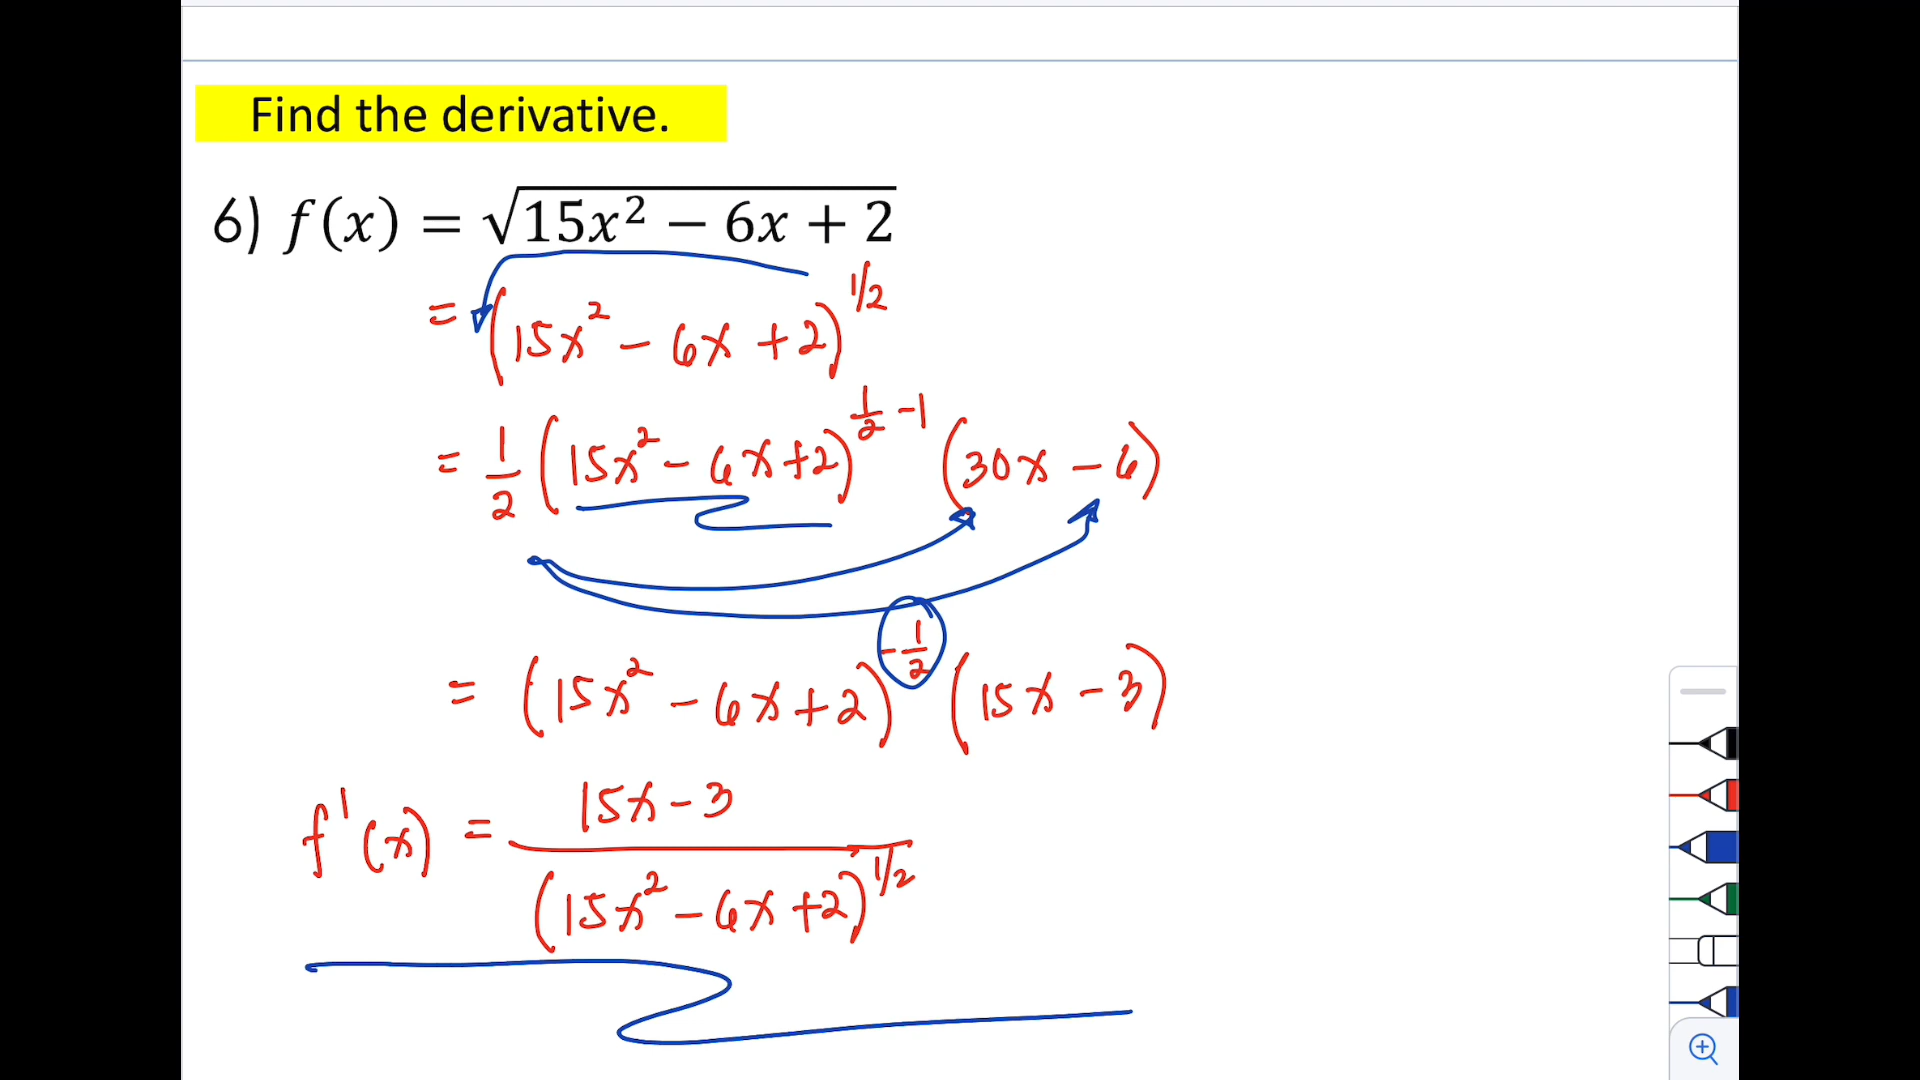 Find the derivative.
6) f(x) = √15x² − 6x + 2
= (15x² − 6x + 2)^1/2
= 1/2 (15x² − 6x + 2)^1/2 − 1 (30x − 6)
= (15x² − 6x + 2)^−1/2 (15x − 3)
f'(x) = 15x − 3 / (15x² − 6x + 2)^1/2